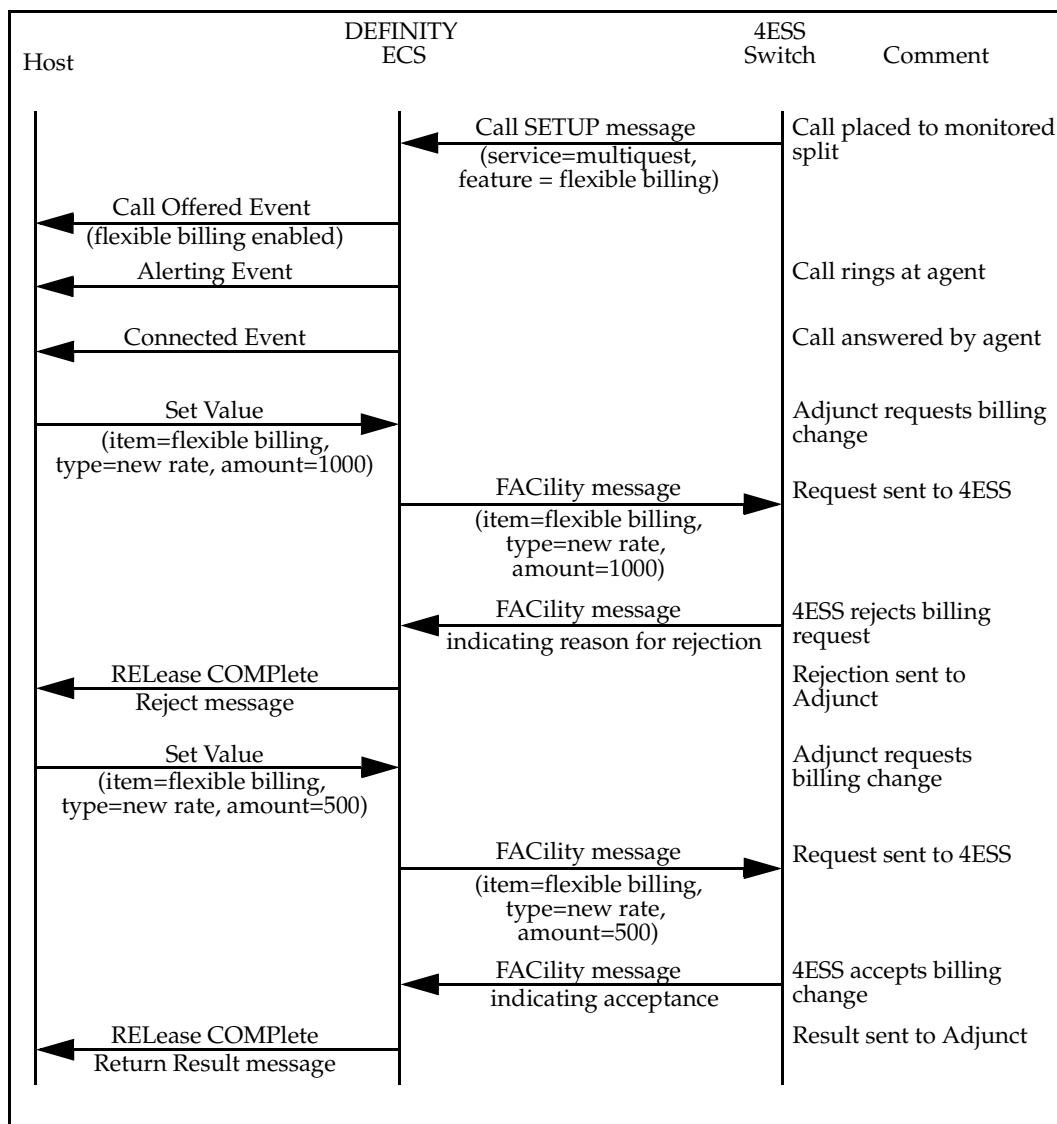 DEFINITY
ECS
4ESS
Switch
Host
Comment
Call SETUP message
(service=multiquest,
feature = flexible billing)
Call placed to monitored
split
Call Offered Event
(flexible billing enabled)
Alerting Event
Call rings at agent
Connected Event
Call answered by agent
Set Value
(item=flexible billing,
type=new rate, amount=1000)
Adjunct requests billing
change
FACility message
(item=flexible billing,
type=new rate,
amount=1000)
Request sent to 4ESS
FACility message
indicating reason for rejection
4ESS rejects billing
request
RELease COMPlete
Reject message
Rejection sent to
Adjunct
Set Value
(item=flexible billing,
type=new rate, amount=500)
Adjunct requests
billing change
FACility message
(item=flexible billing,
type=new rate,
amount=500)
Request sent to 4ESS
FACility message
indicating acceptance
4ESS accepts billing
change
RELease COMPlete
Return Result message
Result sent to Adjunct